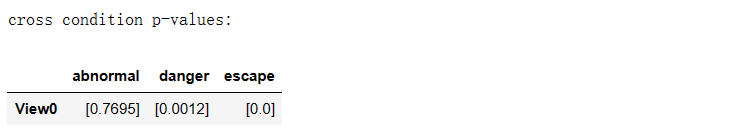 cross condition p-values:
abnormal danger escape
View0 [0.7695] [0.0012] [0.0]